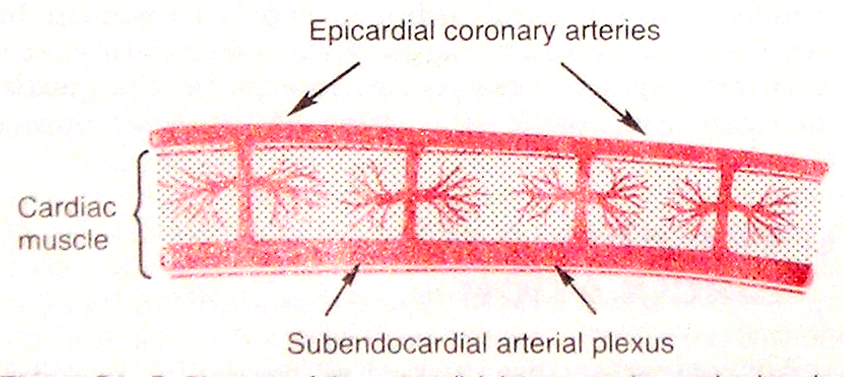 Epicardial coronary arteries
Cardiac
muscle
Subendocardial arterial plexus